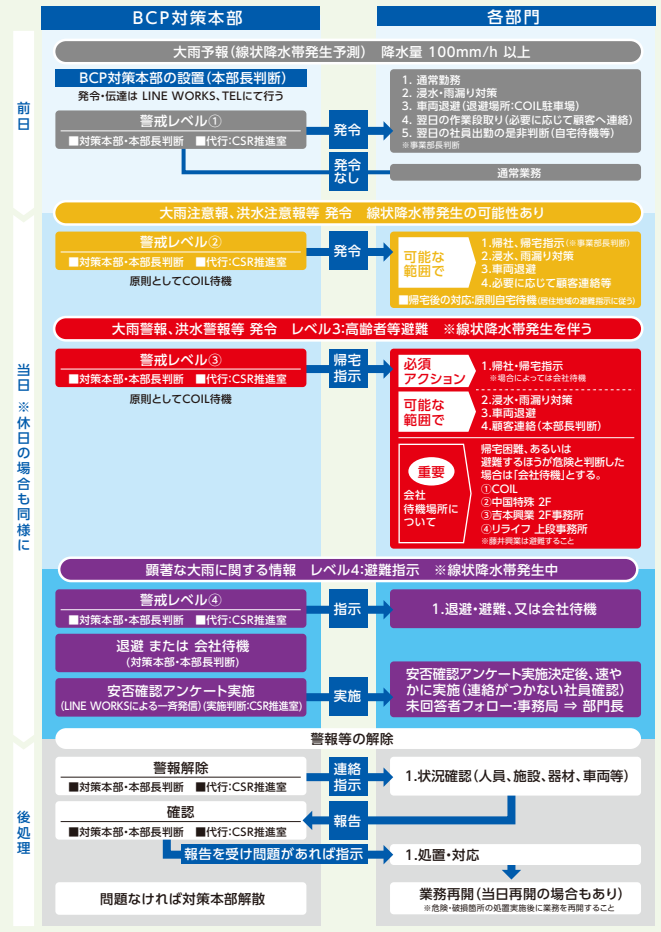 BCP対策本部
各部門
前日
大雨予報(線状降水帯発生予測) 降水量 100mm/h 以上
BCP対策本部の設置(本部長判断)
発令・伝達は LINE WORKS、TELにて行う
警戒レベル①
■対策本部・本部長判断 ■代行:CSR推進室
発令
1. 通常勤務
2. 浸水・雨漏り対策
3. 車両退避(退避場所:COIL駐車場)
4. 翌日の作業段取り(必要に応じて顧客へ連絡)
5. 翌日の社員出勤の是非判断(自宅待機等)
※事業部長判断
発令
なし
通常業務
当日 ※休日の場合も同様に
大雨注意報、洪水注意報等 発令 線状降水帯発生の可能性あり
警戒レベル②
■対策本部・本部長判断 ■代行:CSR推進室
原則としてCOIL待機
発令
可能な
範囲で
1.帰社、帰宅指示(※事業部長判断)
2.浸水、雨漏り対策
3.車両退避
4.必要に応じて顧客連絡等
■帰宅後の対応:原則自宅待機(居住地域の避難指示に従う)
大雨警報、洪水警報等 発令 レベル3:高齢者等避難 ※線状降水帯発生を伴う
警戒レベル③
■対策本部・本部長判断 ■代行:CSR推進室
原則としてCOIL待機
帰宅
指示
必須
アクション
1.帰社・帰宅指示
※場合によっては会社待機
可能な
範囲で
2.浸水・雨漏り対策
3.車両退避
4.顧客連絡(本部長判断)
重要
会社
待機場所に
ついて
帰宅困難、あるいは
避難するほうが危険と判断した
場合は「会社待機」とする。
①COIL
②中国特殊 2F
③吉本興業 2F事務所
④リライフ 上段事務所
※藤井興業は避難すること
顕著な大雨に関する情報 レベル4:避難指示 ※線状降水帯発生中
警戒レベル④
■対策本部・本部長判断 ■代行:CSR推進室
指示
1.退避・避難、又は会社待機
退避 または 会社待機
(対策本部・本部長判断)
安否確認アンケート実施
(LINE WORKSによる一斉発信)(実施判断:CSR推進室)
実施
安否確認アンケート実施決定後、速や
かに実施(連絡がつかない社員確認)
未回答者フォロー:事務局 ⇒ 部門長
後処理
警報等の解除
警報解除
■対策本部・本部長判断 ■代行:CSR推進室
連絡
指示
1.状況確認(人員、施設、器材、車両等)
確認
■対策本部・本部長判断 ■代行:CSR推進室
報告
報告を受け問題があれば指示
1.処置・対応
問題なければ対策本部解散
業務再開(当日再開の場合もあり)
※危険・破損箇所の処置実施後に業務を再開すること